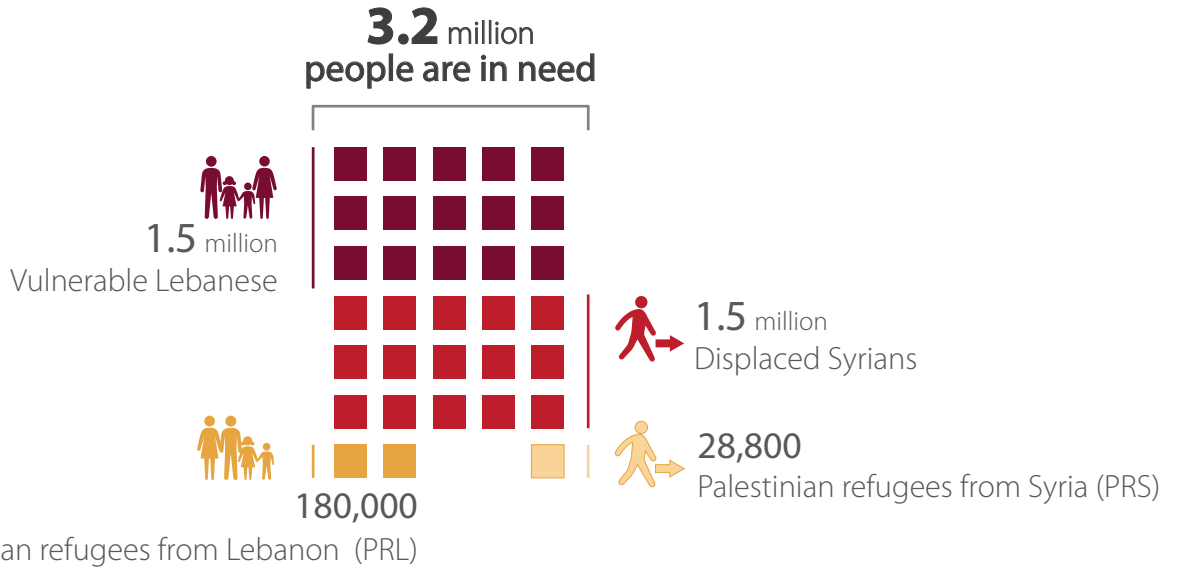 3.2 million
people are in need
1.5 million
Vulnerable Lebanese
1.5 million
Displaced Syrians
28,800
Palestinian refugees from Syria (PRS)
180,000
refugees from Lebanon (PRL)